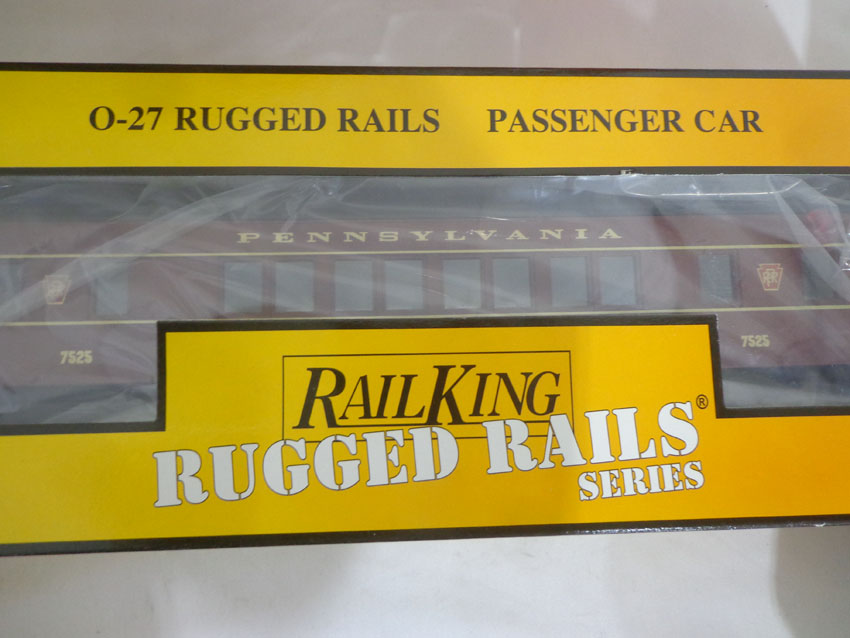 O-27 RUGGED RAILS PASSENGER CAR
PENNSYLVANIA
7525 7525
RAILKING
RUGGED RAILS®
SERIES